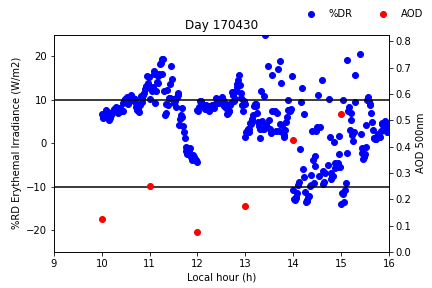 %DR AOD
Day 170430
%RD Erythemal Irradiance (W/m2)
20
10
0
−10
−20
0.8
0.7
0.6
0.5
0.4
0.3
0.2
0.1
0.0
AOD 500nm
9 10 11 12 13 14 15 16
Local hour (h)